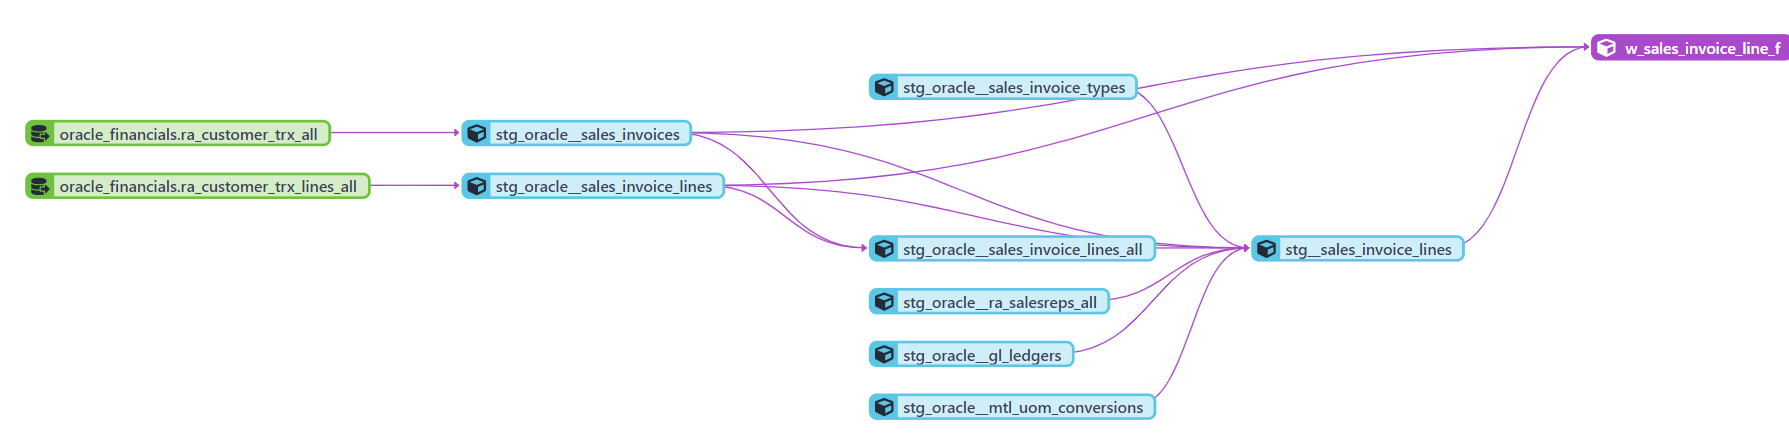 w_sales_invoice_line_f
stg_oracle__sales_invoice_types
oracle_financials.ra_customer_trx_all
stg_oracle__sales_invoices
oracle_financials.ra_customer_trx_lines_all
stg_oracle__sales_invoice_lines
stg_oracle__sales_invoice_lines_all
stg__sales_invoice_lines
stg_oracle__ra_salesreps_all
stg_oracle__gl_ledgers
stg_oracle__mtl_uom_conversions